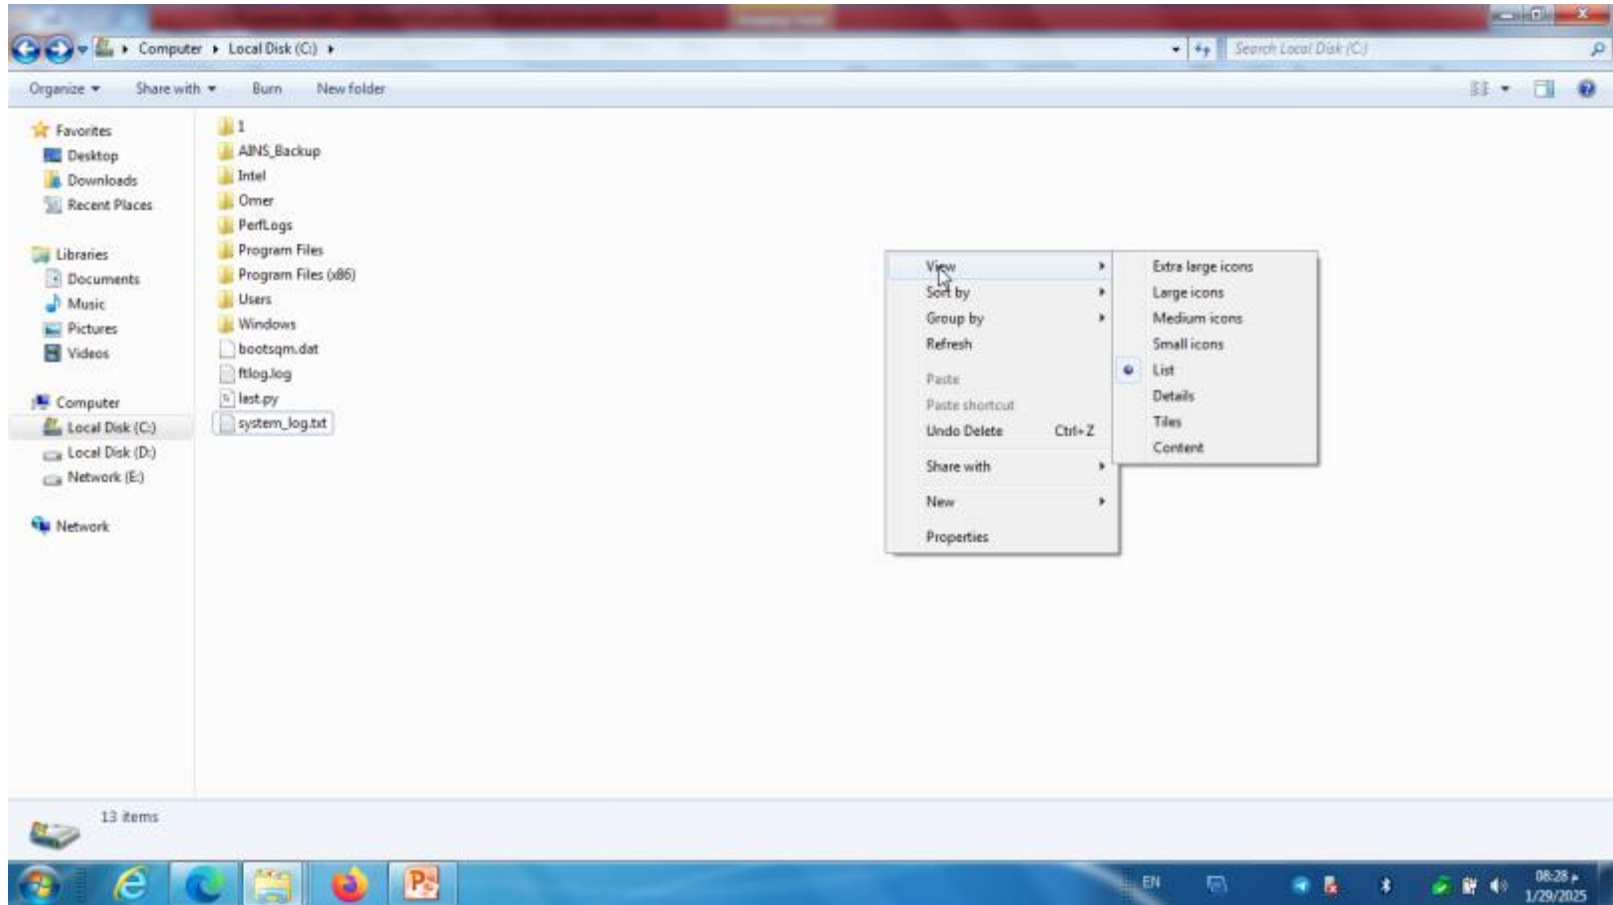 Computer ▸ Local Disk (C:) ▸
Search Local Disk (C:)
Organize
Share with
Burn
New folder
Favorites
Desktop
Downloads
Recent Places
Libraries
Documents
Music
Pictures
Videos
Computer
Local Disk (C:)
Local Disk (D:)
Network (E:)
Network
1
AINS_Backup
Intel
Omer
PerfLogs
Program Files
Program Files (x86)
Users
Windows
bootsqm.dat
ftlog.log
last.py
system_log.txt
View
Sort by
Group by
Refresh
Paste
Paste shortcut
Undo Delete Ctrl+Z
Share with
New
Properties
Extra large icons
Large icons
Medium icons
Small icons
List
Details
Tiles
Content
13 items
EN
08:28 م
1/29/2025